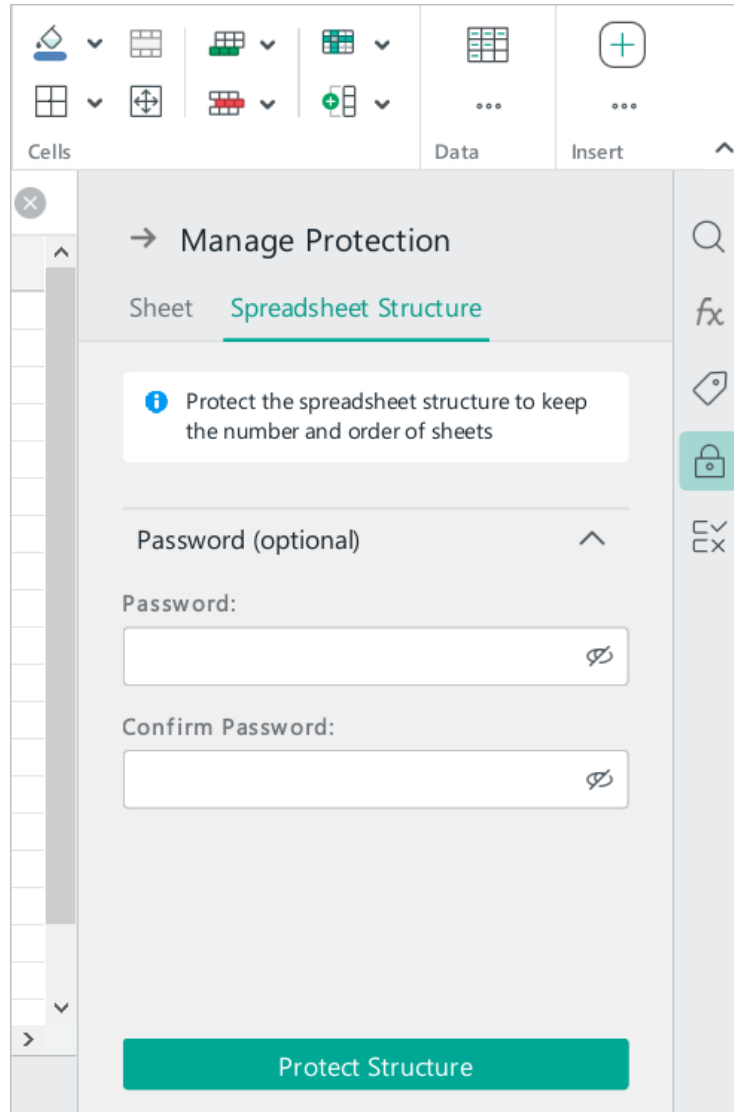 Cells
Data
Insert
Manage Protection
Sheet
Spreadsheet Structure
Protect the spreadsheet structure to keep
the number and order of sheets
Password (optional)
Password:
Confirm Password:
Protect Structure